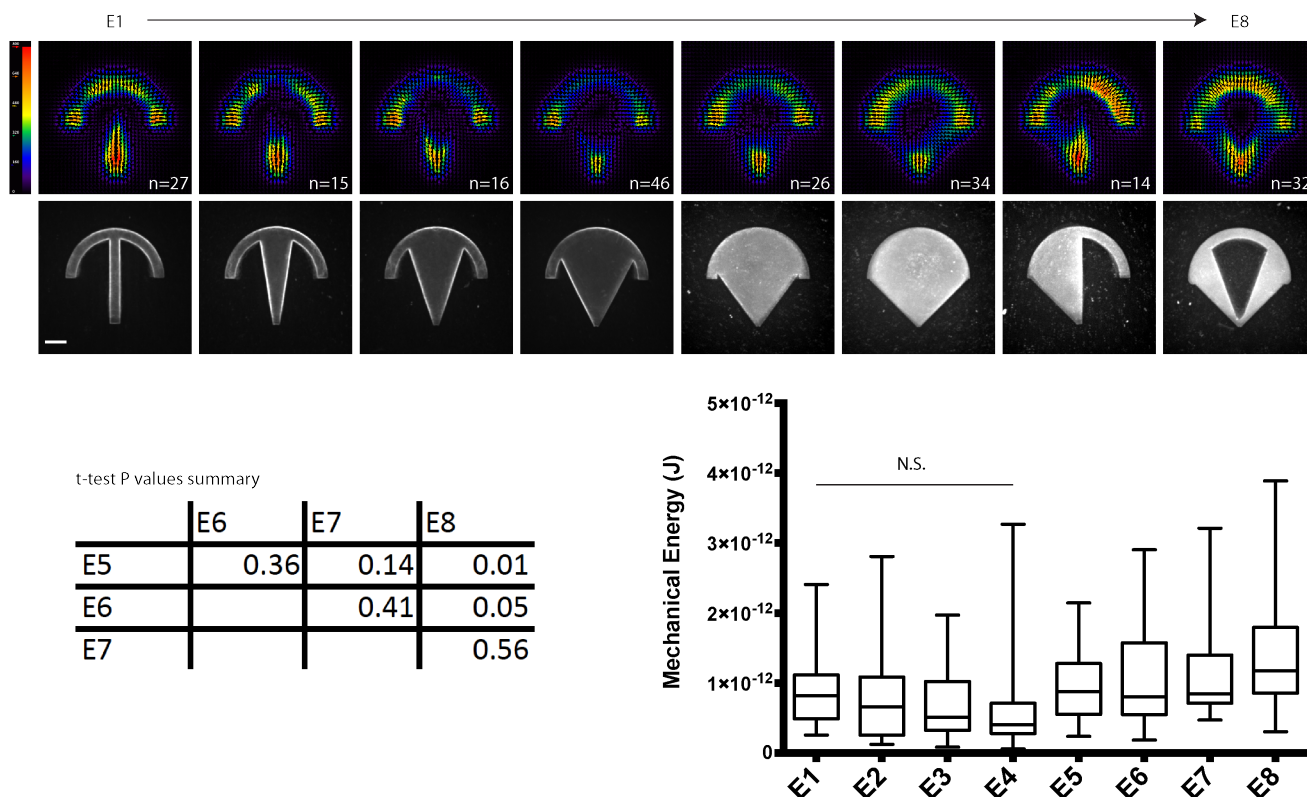 E1 E8
n=27 n=15 n=16 n=46 n=26 n=34 n=14 n=32
t-test P values summary
E6 E7 E8
E5 0.36 0.14 0.01
E6 0.41 0.05
E7 0.56
Mechanical Energy (J)
5×10⁻¹²
4×10⁻¹²
3×10⁻¹²
2×10⁻¹²
1×10⁻¹²
0
N.S.
E1 E2 E3 E4 E5 E6 E7 E8